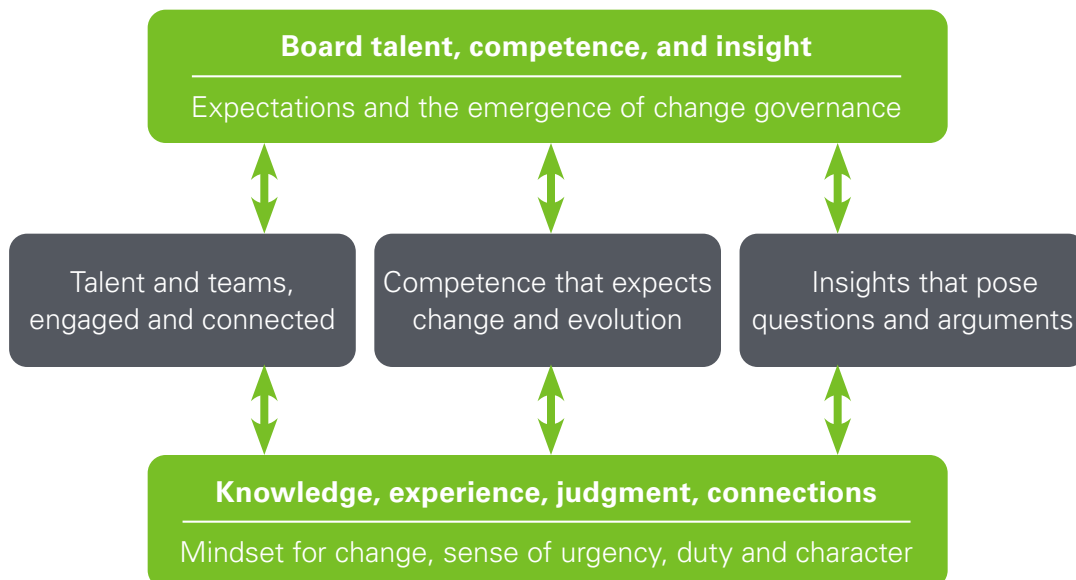 Board talent, competence, and insight
Expectations and the emergence of change governance
Talent and teams,
engaged and connected
Competence that expects
change and evolution
Insights that pose
questions and arguments
Knowledge, experience, judgment, connections
Mindset for change, sense of urgency, duty and character